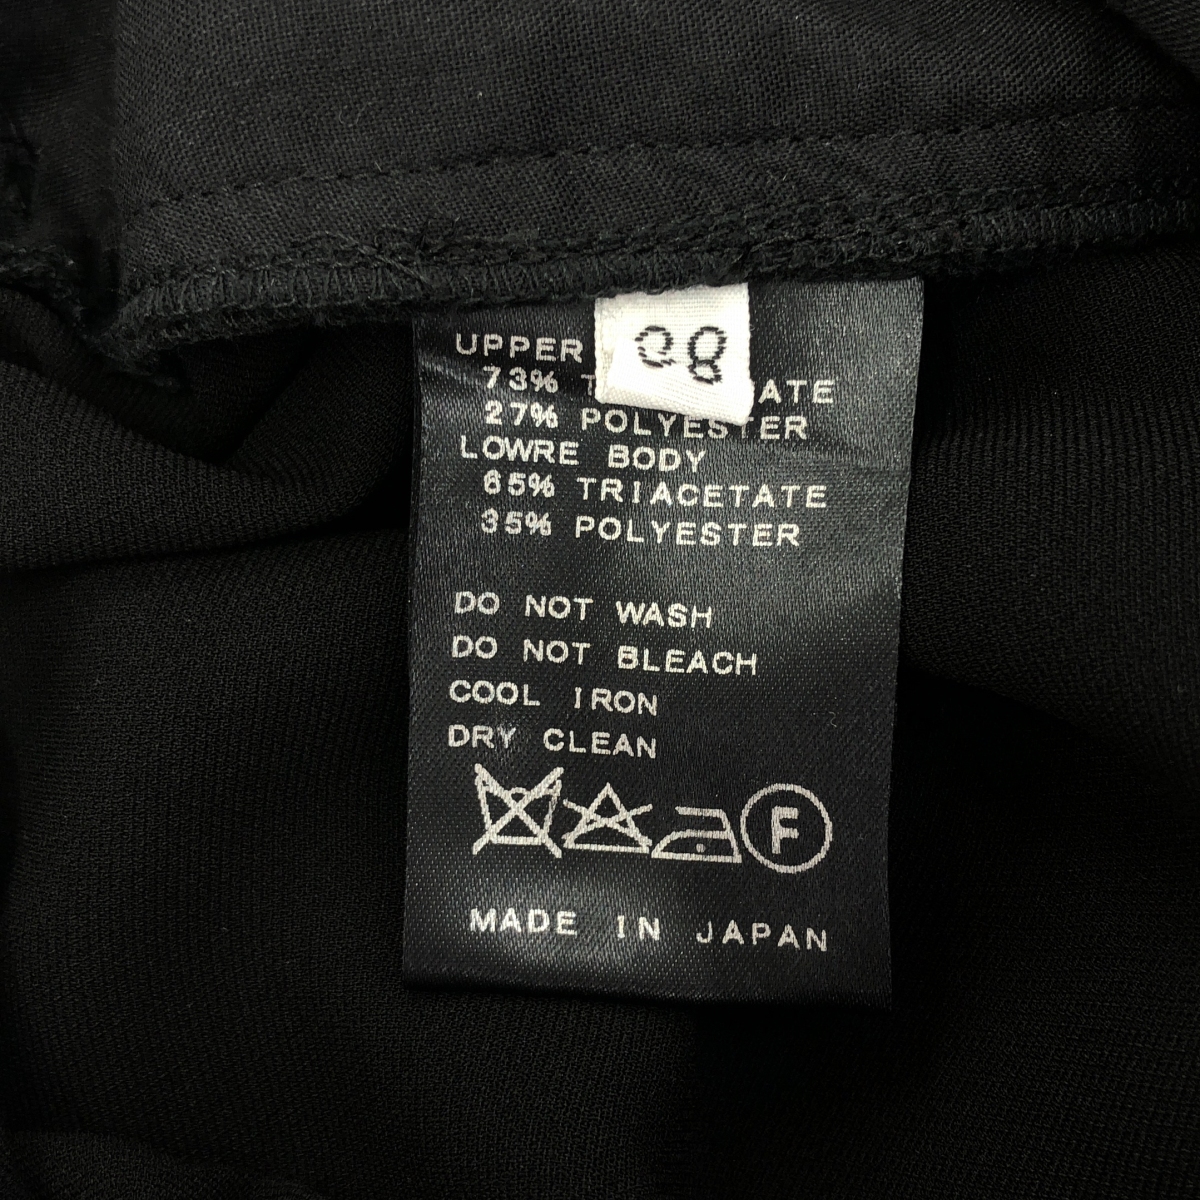 UPPER
73% ATE
27% POLYESTER
LOWRE BODY
65% TRIACETATE
35% POLYESTER
DO NOT WASH
DO NOT BLEACH
COOL IRON
DRY CLEAN
F
MADE IN JAPAN